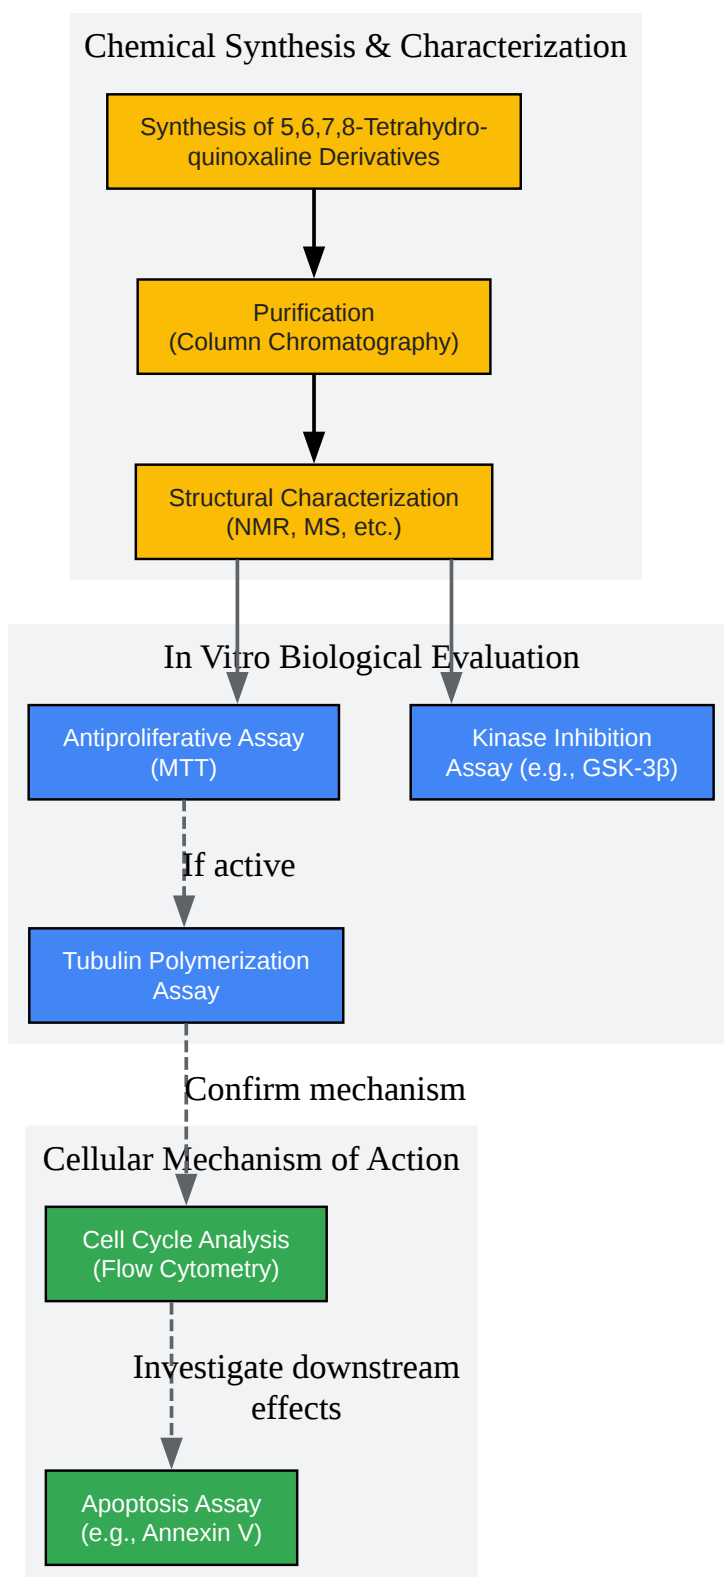 Chemical Synthesis & Characterization
Synthesis of 5,6,7,8-Tetrahydro-
quinoxaline Derivatives
Purification
(Column Chromatography)
Structural Characterization
(NMR, MS, etc.)
In Vitro Biological Evaluation
Antiproliferative Assay
(MTT)
Kinase Inhibition
Assay (e.g., GSK-3β)
If active
Tubulin Polymerization
Assay
Confirm mechanism
Cellular Mechanism of Action
Cell Cycle Analysis
(Flow Cytometry)
Investigate downstream
effects
Apoptosis Assay
(e.g., Annexin V)